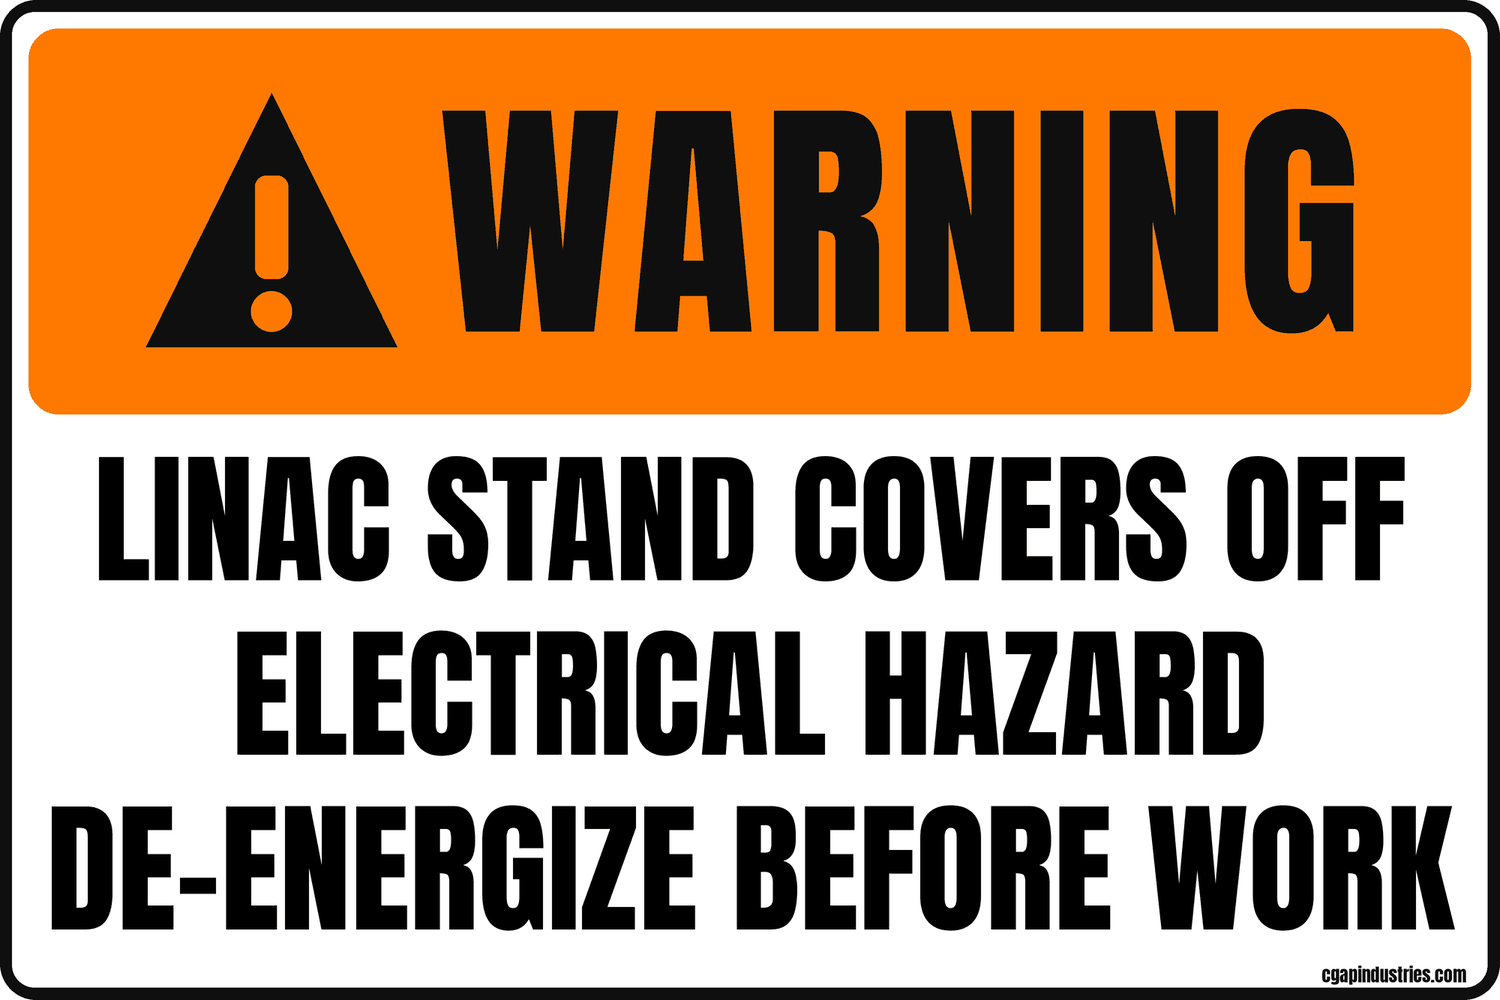 WARNING
LINAC STAND COVERS OFF
ELECTRICAL HAZARD
DE-ENERGIZE BEFORE WORK
cgapindustries.com